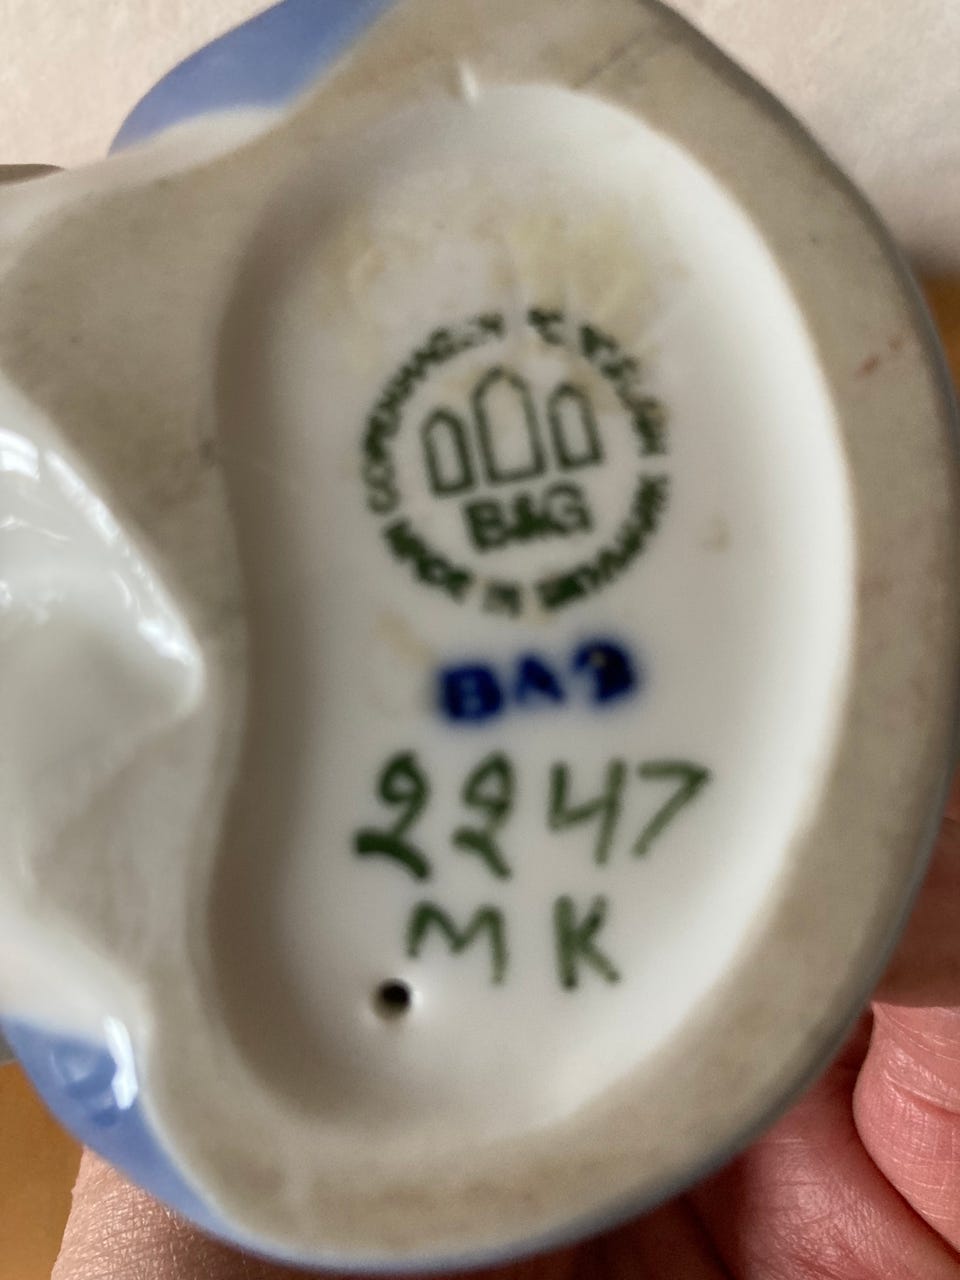 COPENHAGEN PORCELAIN
B&G
MADE IN DENMARK
B&G
2247
MK